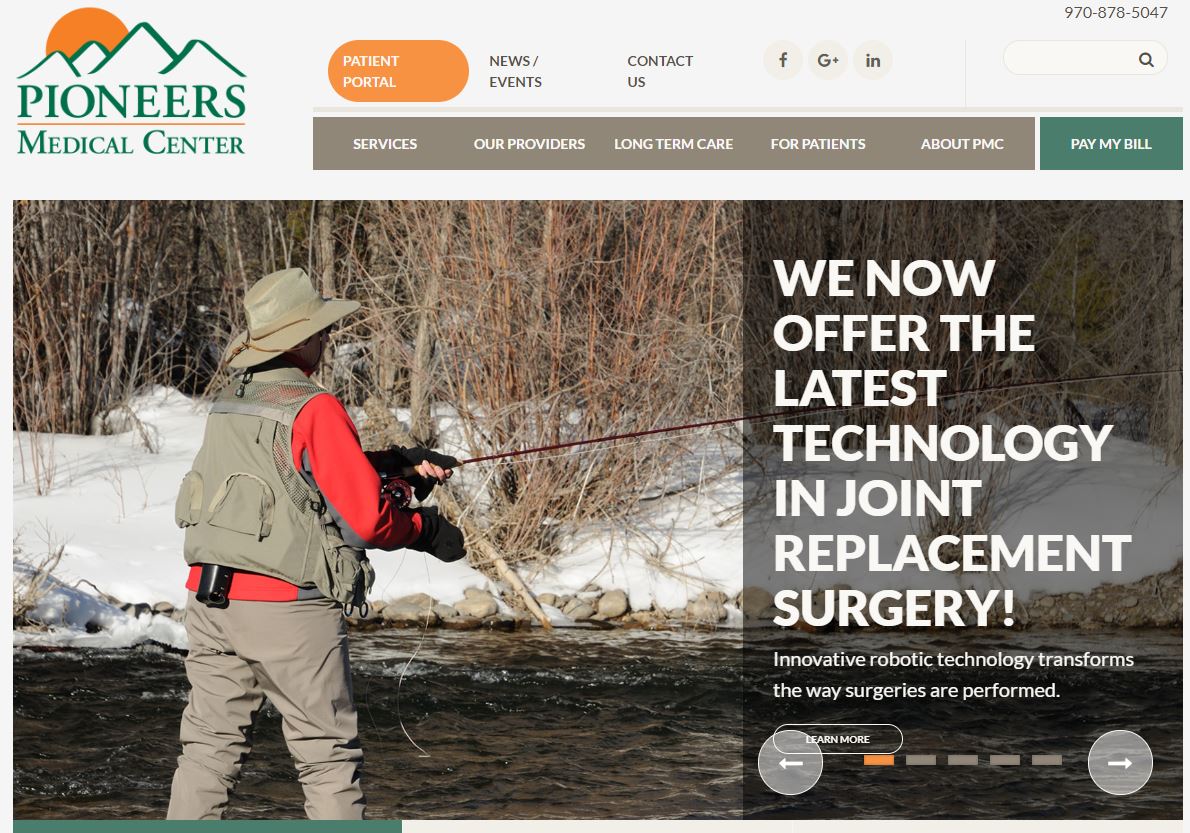 970-878-5047
PIONEERS
MEDICAL CENTER
PATIENT
PORTAL
NEWS /
EVENTS
CONTACT
US
f
G+
in
SERVICES
OUR PROVIDERS
LONG TERM CARE
FOR PATIENTS
ABOUT PMC
PAY MY BILL
WE NOW
OFFER THE
LATEST
TECHNOLOGY
IN JOINT
REPLACEMENT
SURGERY!
Innovative robotic technology transforms
the way surgeries are performed.
LEARN MORE